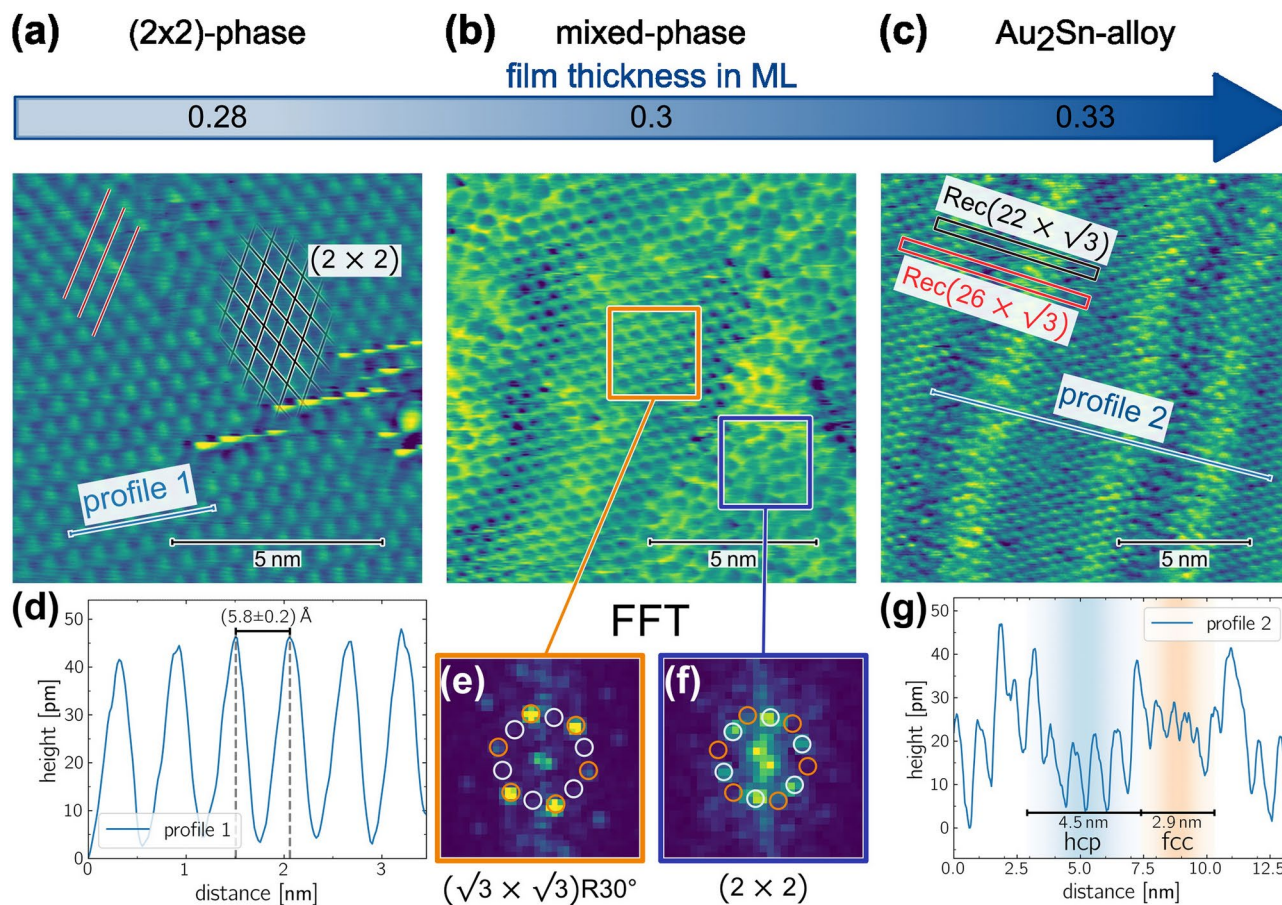 (a) (2x2)-phase (b) mixed-phase (c) Au₂Sn-alloy
film thickness in ML
0.28 0.3 0.33
(2 × 2)
profile 1
5 nm
5 nm
Rec(22 × √3)
Rec(26 × √3)
profile 2
5 nm
(d)
(5.8±0.2) Å
50
40
30
20
10
0
height [pm]
profile 1
0 1 2 3
distance [nm]
FFT
(e)
(√3 × √3)R30°
(f)
(2 × 2)
(g)
50
40
30
20
10
0
height [pm]
profile 2
4.5 nm 2.9 nm
hcp fcc
0.0 2.5 5.0 7.5 10.0 12.5
distance [nm]